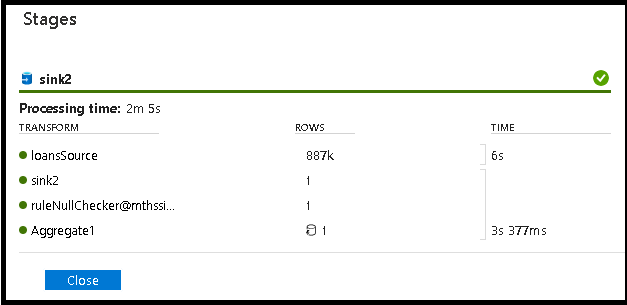 Stages
sink2
Processing time: 2m 5s
TRANSFORM ROWS TIME
loansSource 887k 6s
sink2 1
ruleNullChecker@mthssi... 1
Aggregate1 1 3s 377ms
Close